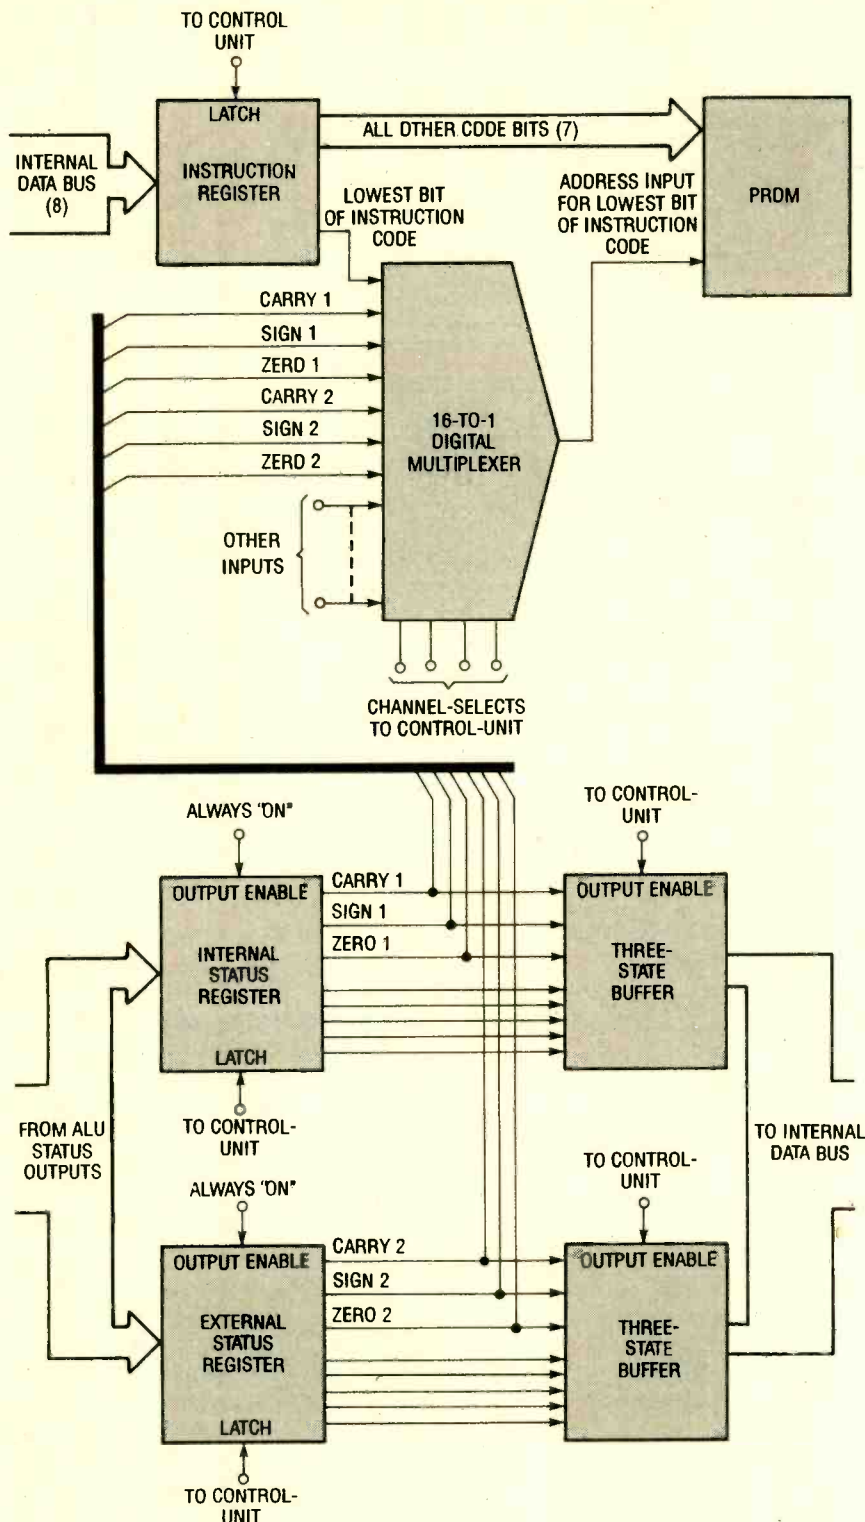 TO CONTROL
UNIT
LATCH
INSTRUCTION
REGISTER
INTERNAL
DATA BUS
(8)
ALL OTHER CODE BITS (7)
PROM
LOWEST BIT
OF INSTRUCTION
CODE
ADDRESS INPUT
FOR LOWEST BIT
OF INSTRUCTION
CODE
CARRY 1
SIGN 1
ZERO 1
CARRY 2
SIGN 2
ZERO 2
16-TO-1
DIGITAL
MULTIPLEXER
OTHER
INPUTS
CHANNEL-SELECTS
TO CONTROL-UNIT
ALWAYS "ON"
OUTPUT ENABLE
INTERNAL
STATUS
REGISTER
LATCH
TO CONTROL-
UNIT
CARRY 1
SIGN 1
ZERO 1
TO CONTROL-
UNIT
OUTPUT ENABLE
THREE-
STATE
BUFFER
FROM ALU
STATUS
OUTPUTS
TO INTERNAL
DATA BUS
ALWAYS "ON"
OUTPUT ENABLE
EXTERNAL
STATUS
REGISTER
LATCH
TO CONTROL-
UNIT
CARRY 2
SIGN 2
ZERO 2
TO CONTROL-
UNIT
OUTPUT ENABLE
THREE-
STATE
BUFFER